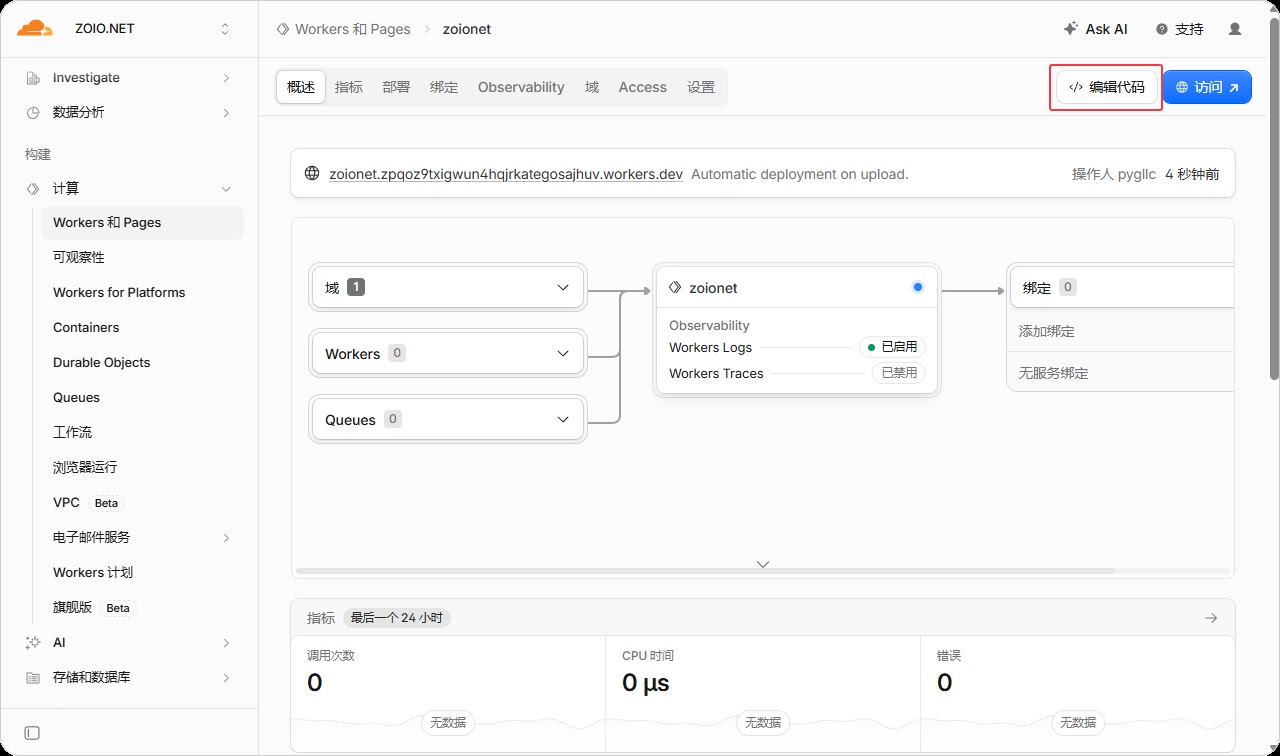 ZOIO.NET
Investigate
数据分析
构建
计算
Workers 和 Pages
可观察性
Workers for Platforms
Containers
Durable Objects
Queues
工作流
浏览器运行
VPC Beta
电子邮件服务
Workers 计划
旗舰版 Beta
AI
存储和数据库
Workers 和 Pages > zoionet
Ask AI 支持
概述 指标 部署 绑定 Observability 域 Access 设置
</> 编辑代码 访问
zoionet.zpqoz9txigwun4hqjrkategosajhuv.workers.dev Automatic deployment on upload. 操作人 pygllc 4 秒钟前
域 1
Workers 0
Queues 0
zoionet
Observability
Workers Logs 已启用
Workers Traces 已禁用
绑定 0
添加绑定
无服务绑定
指标 最后一个 24 小时
调用次数
0
无数据
CPU 时间
0 µs
无数据
错误
0
无数据